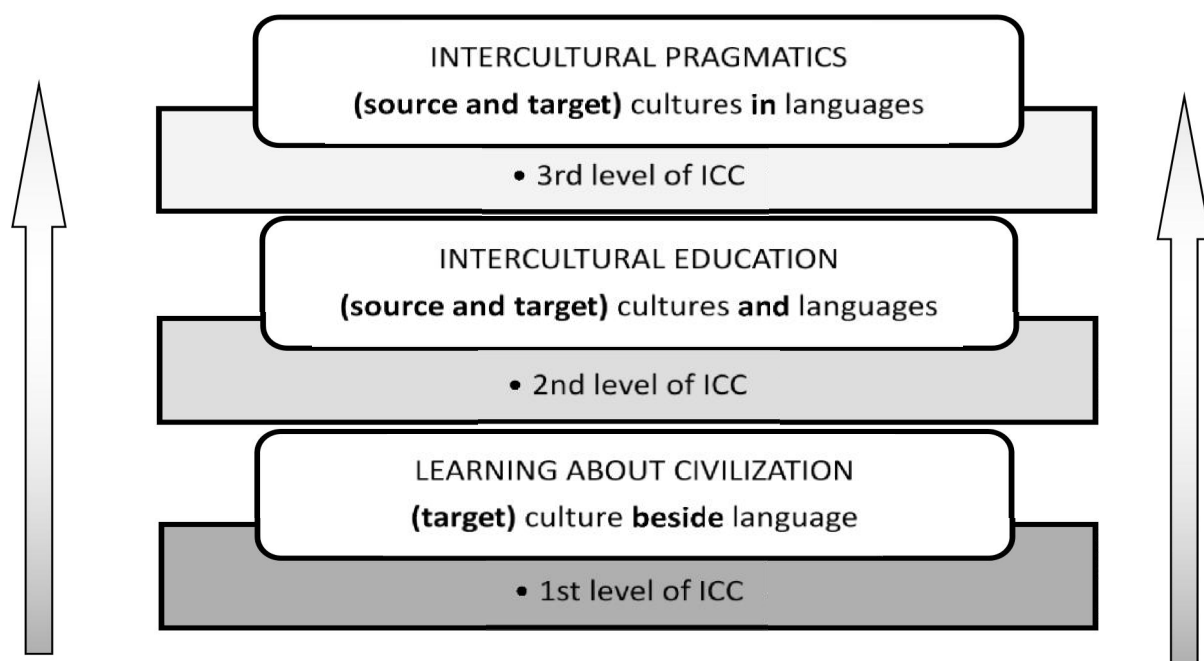 INTERCULTURAL PRAGMATICS
(source and target) cultures in languages
• 3rd level of ICC
INTERCULTURAL EDUCATION
(source and target) cultures and languages
• 2nd level of ICC
LEARNING ABOUT CIVILIZATION
(target) culture beside language
• 1st level of ICC